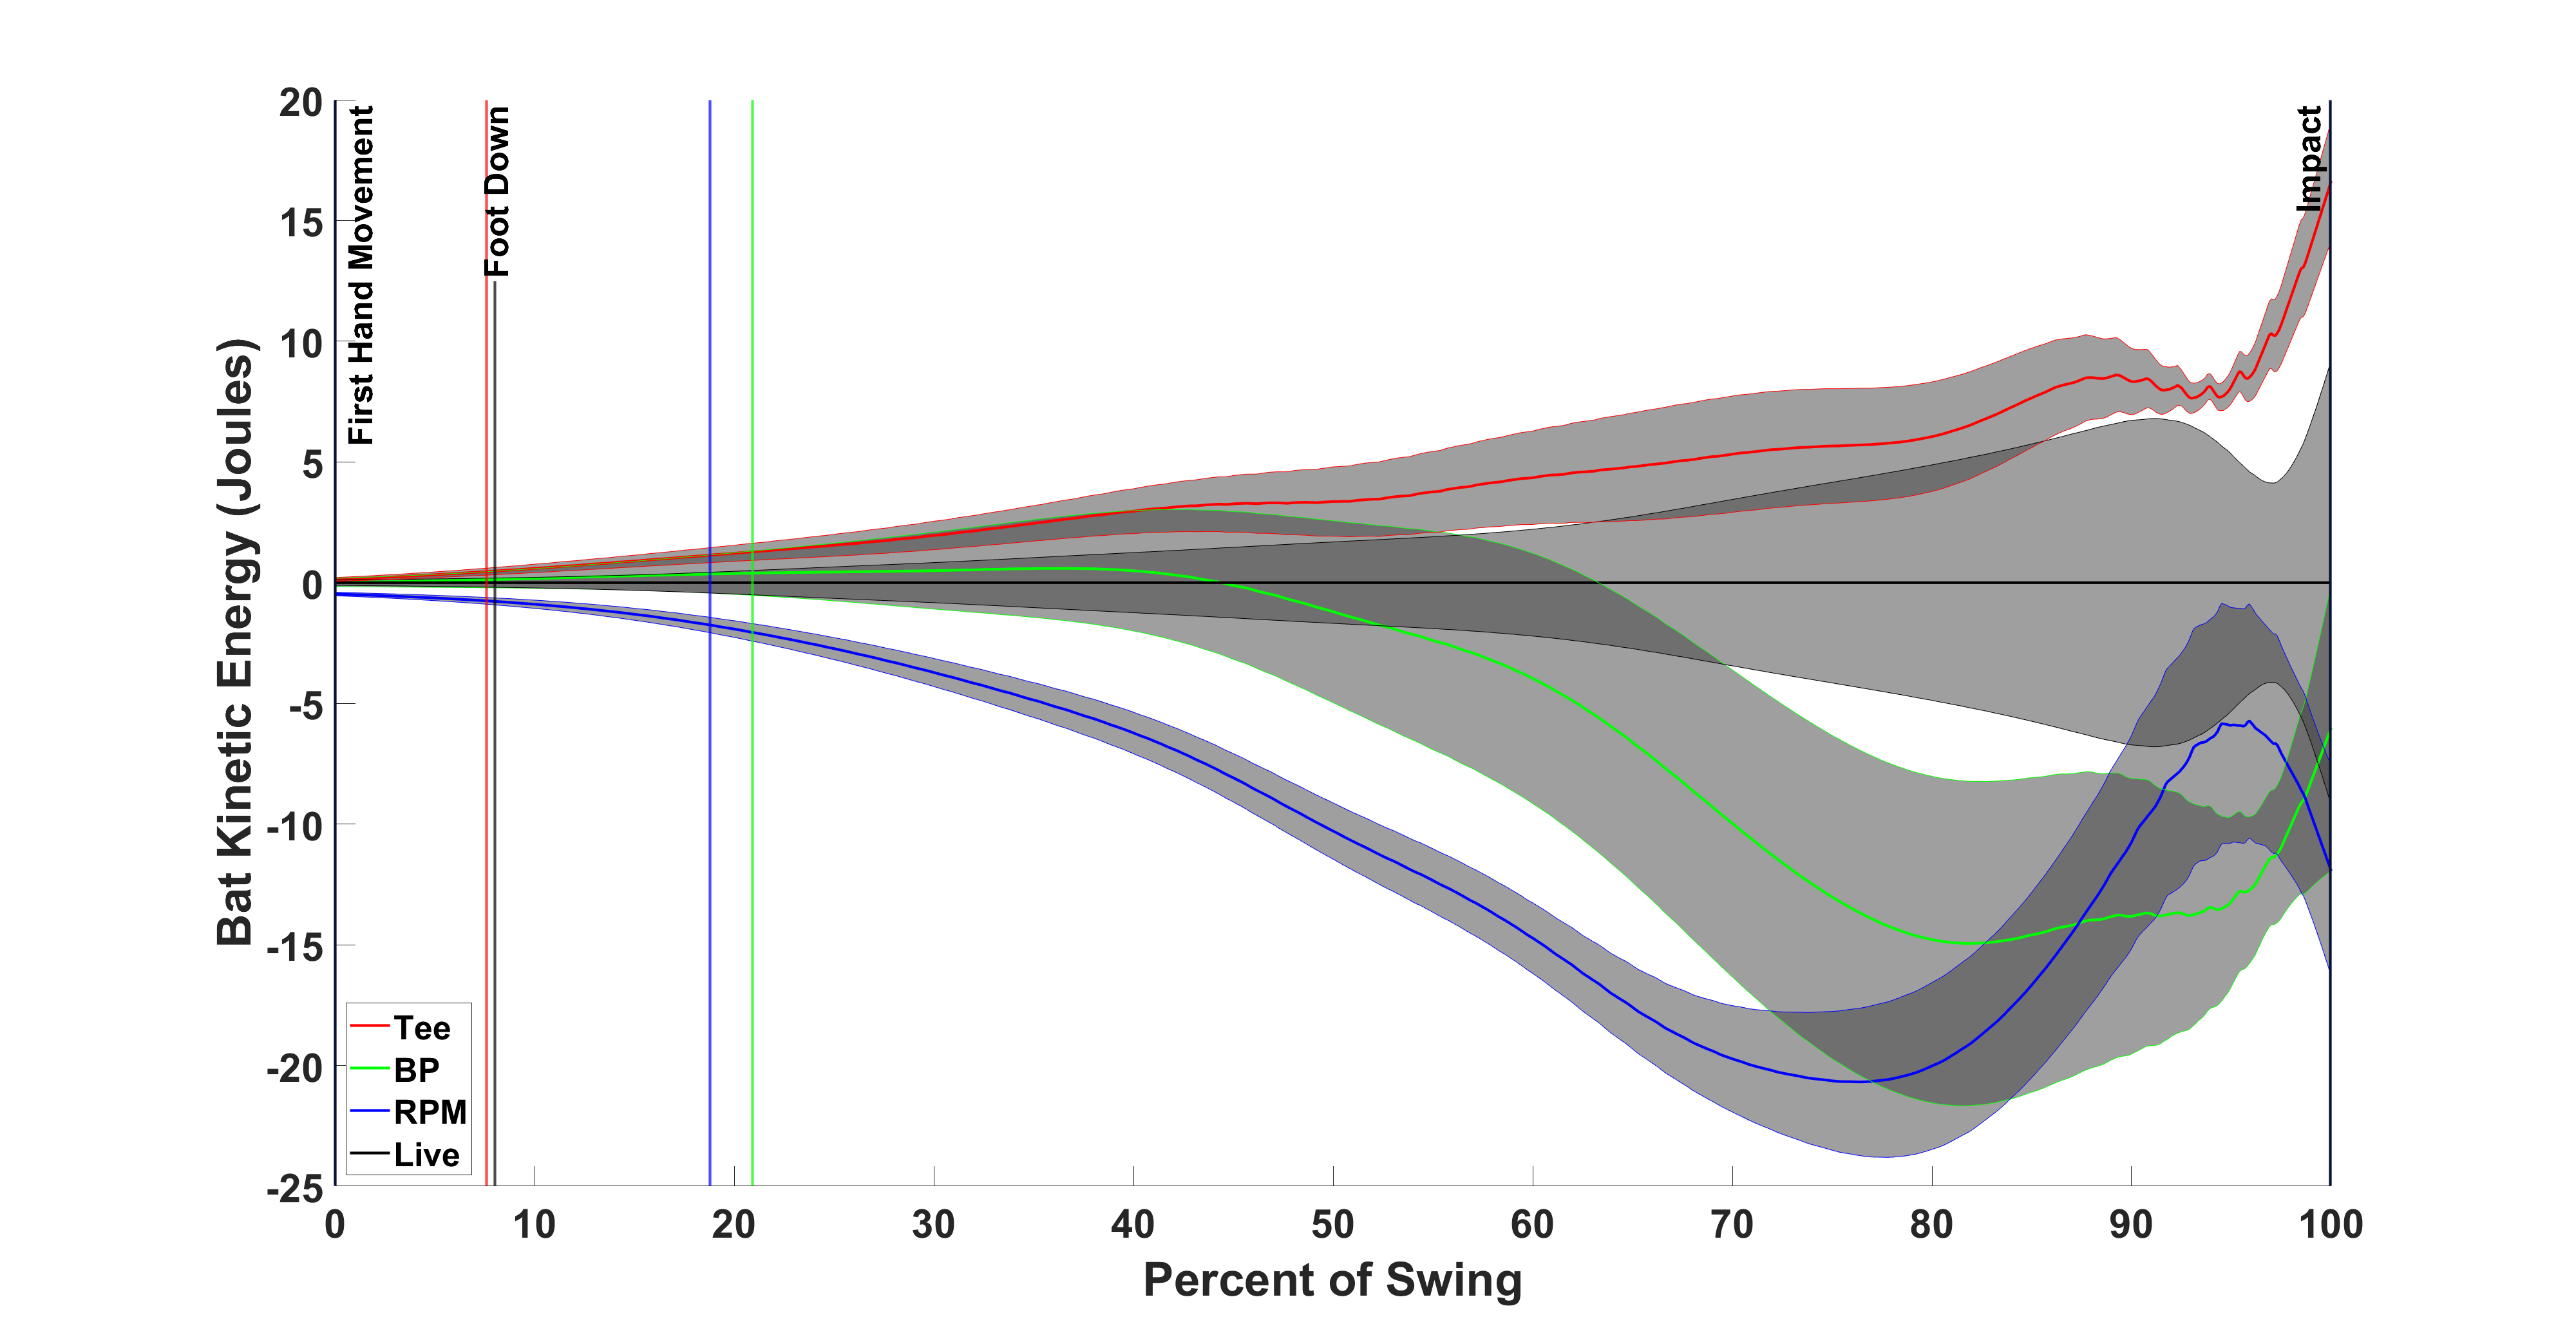 20
15
10
5
0
-5
-10
-15
-20
-25
Bat Kinetic Energy (Joules)
First Hand Movement
Foot Down
Impact
Tee
BP
RPM
Live
0 10 20 30 40 50 60 70 80 90 100
Percent of Swing